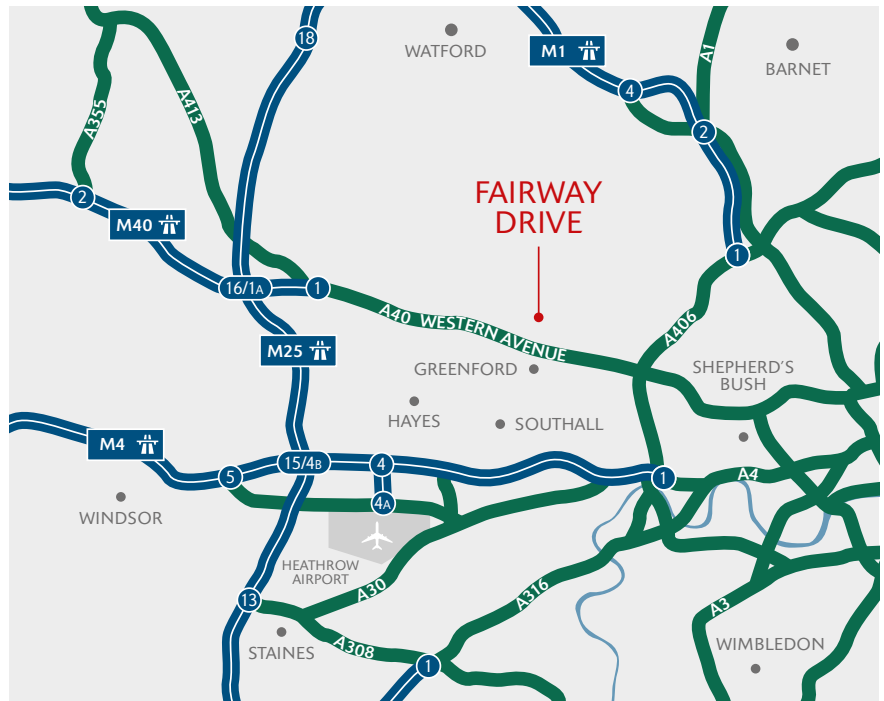 18
WATFORD
M1
A1
BARNET
A355
A413
4
2
2
M40
FAIRWAY
DRIVE
1
16/1A
1
A40 WESTERN AVENUE
A406
M25
GREENFORD
SHEPHERD'S
BUSH
HAYES
SOUTHALL
M4
5
15/4B
4
1
A4
4A
WINDSOR
HEATHROW
AIRPORT
A30
A316
13
A3
STAINES
A308
1
WIMBLEDON